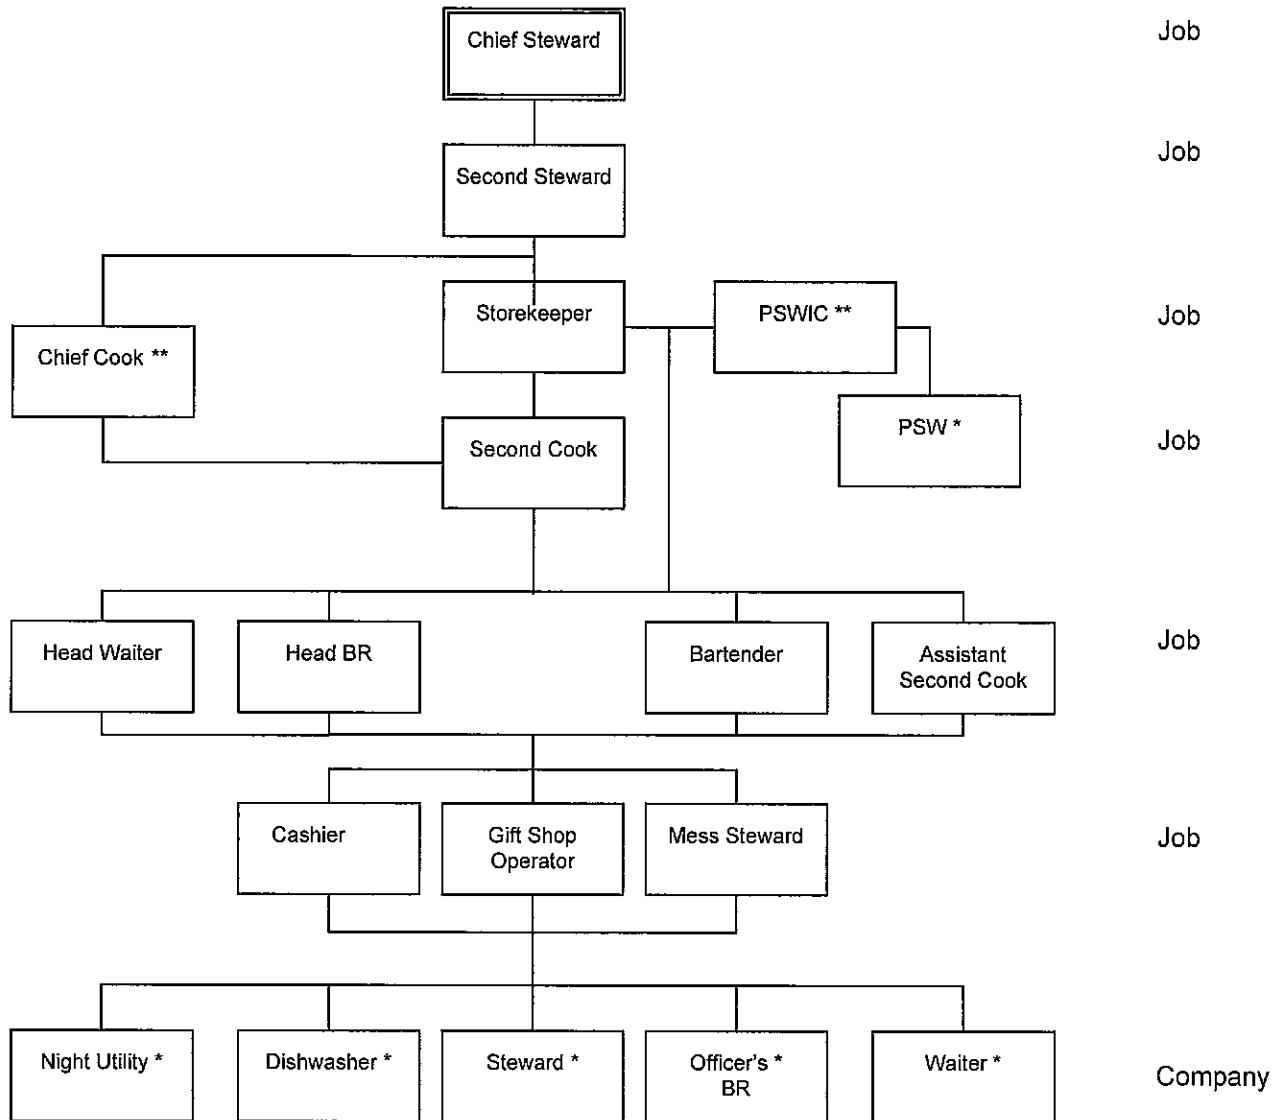 Chief Steward
Job
Second Steward
Job
Storekeeper
PSWIC **
Job
Chief Cook **
PSW *
Job
Second Cook
Head Waiter
Head BR
Bartender
Assistant
Second Cook
Job
Cashier
Gift Shop
Operator
Mess Steward
Job
Night Utility *
Dishwasher *
Steward *
Officer's *
BR
Waiter *
Company